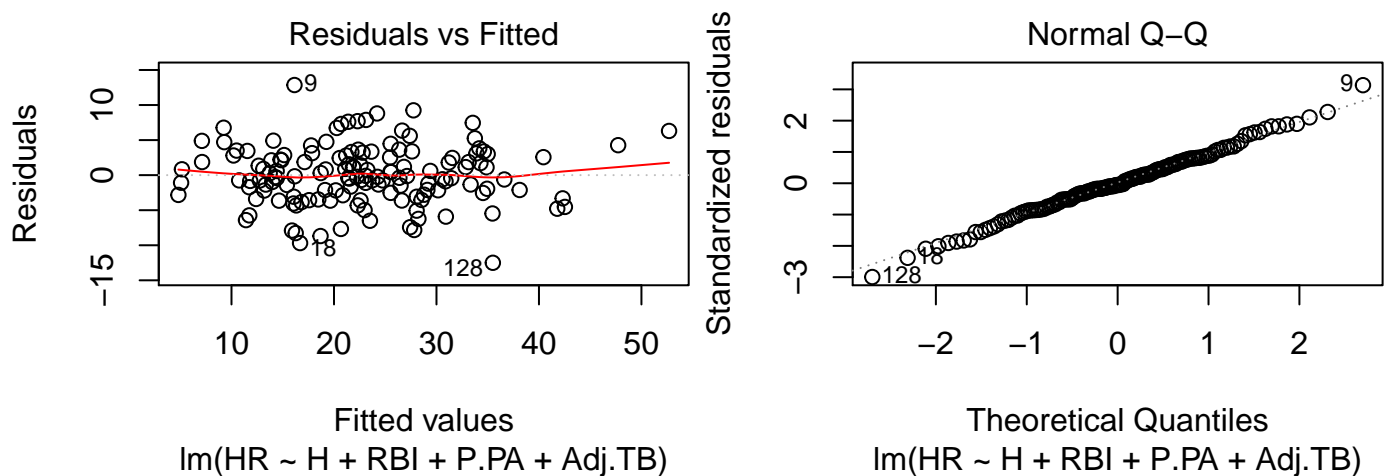 Residuals vs Fitted
Residuals
10
0
−15
9
18
128
10
20
30
40
50
Fitted values
lm(HR ~ H + RBI + P.PA + Adj.TB)
Normal Q−Q
Standardized residuals
2
0
−3
9
18
128
−2
−1
0
1
2
Theoretical Quantiles
lm(HR ~ H + RBI + P.PA + Adj.TB)